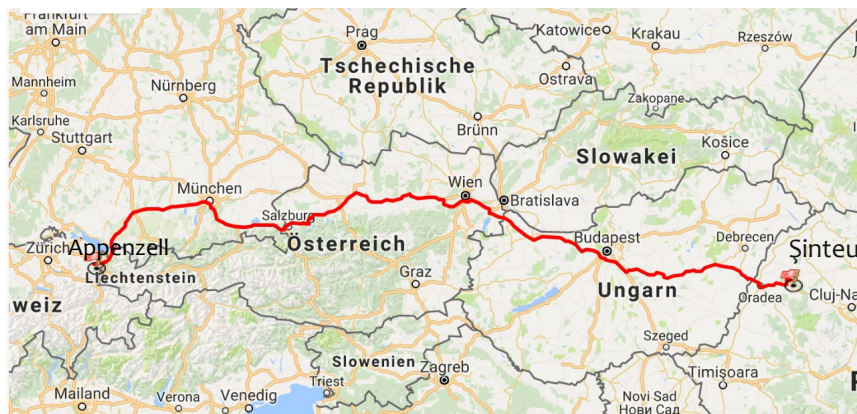 Frankfurt
am Main
Prag
Katowice
Krakau
Rzeszów
Tschechische
Republik
Ostrava
Mannheim
Nürnberg
Zakopane
Karlsruhe
Stuttgart
Brünn
Košice
Slowakei
München
Wien
Bratislava
Salzburg
Zürich
Appenzell
Österreich
Budapest
Debrecen
Şinteu
Liechtenstein
weiz
Graz
Ungarn
Oradea
Cluj-Na
Szeged
Slowenien
Zagreb
Timișoara
Mailand
Verona
Venedig
Triest
Novi Sad
Нови Сад